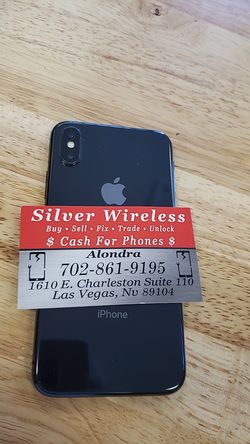 Silver Wireless
Buy • Sell • Fix • Trade • Unlock
$ Cash For Phones $
Alondra
702-861-9195
1610 E. Charleston Suite 110
Las Vegas, Nv 89104
iPhone